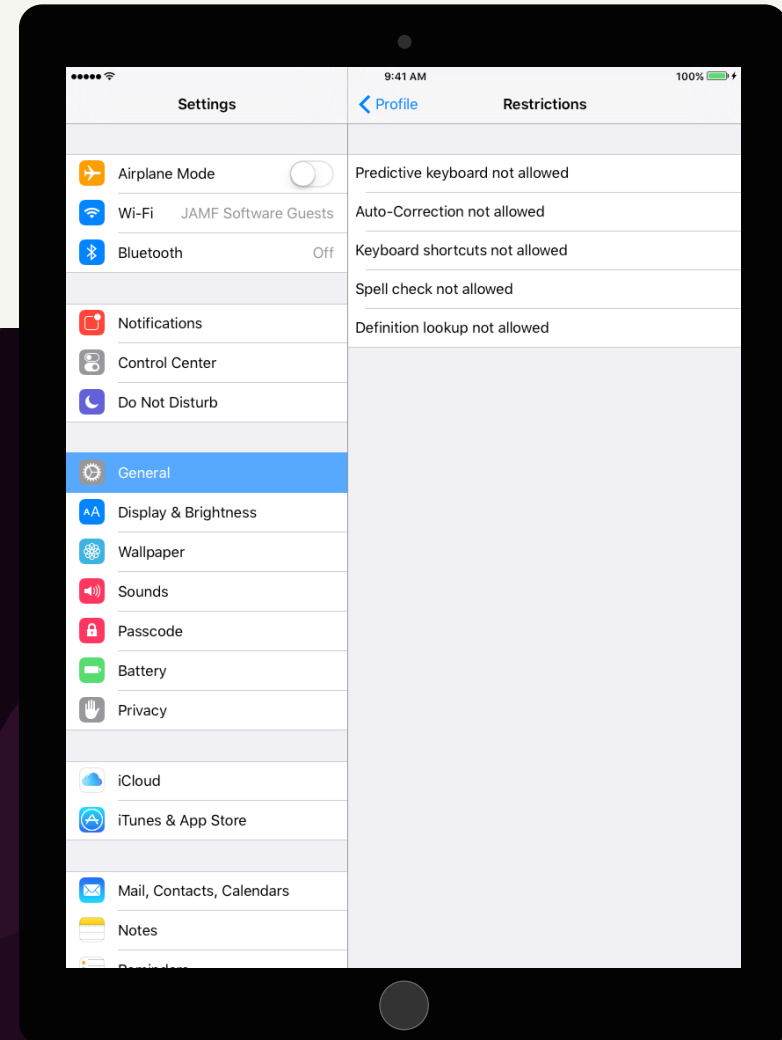 9:41 AM
100%
Settings
Profile
Restrictions
Airplane Mode
Wi-Fi JAMF Software Guests
Bluetooth Off
Notifications
Control Center
Do Not Disturb
General
AA Display & Brightness
Wallpaper
Sounds
Passcode
Battery
Privacy
iCloud
iTunes & App Store
Mail, Contacts, Calendars
Notes
Reminders
Predictive keyboard not allowed
Auto-Correction not allowed
Keyboard shortcuts not allowed
Spell check not allowed
Definition lookup not allowed